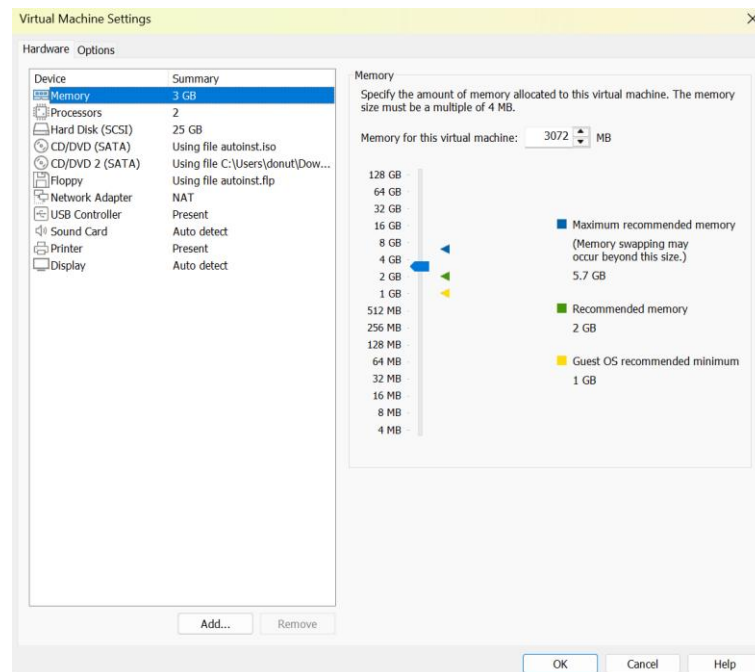 Virtual Machine Settings
Hardware Options
Device Summary
Memory 3 GB
Processors 2
Hard Disk (SCSI) 25 GB
CD/DVD (SATA) Using file autoinst.iso
CD/DVD 2 (SATA) Using file C:\Users\donut\Dow...
Floppy Using file autoinst.flp
Network Adapter NAT
USB Controller Present
Sound Card Auto detect
Printer Present
Display Auto detect
Add... Remove
Memory
Specify the amount of memory allocated to this virtual machine. The memory
size must be a multiple of 4 MB.
Memory for this virtual machine: 3072 MB
128 GB
64 GB
32 GB
16 GB
8 GB
4 GB
2 GB
1 GB
512 MB
256 MB
128 MB
64 MB
32 MB
16 MB
8 MB
4 MB
Maximum recommended memory
(Memory swapping may
occur beyond this size.)
5.7 GB
Recommended memory
2 GB
Guest OS recommended minimum
1 GB
OK Cancel Help